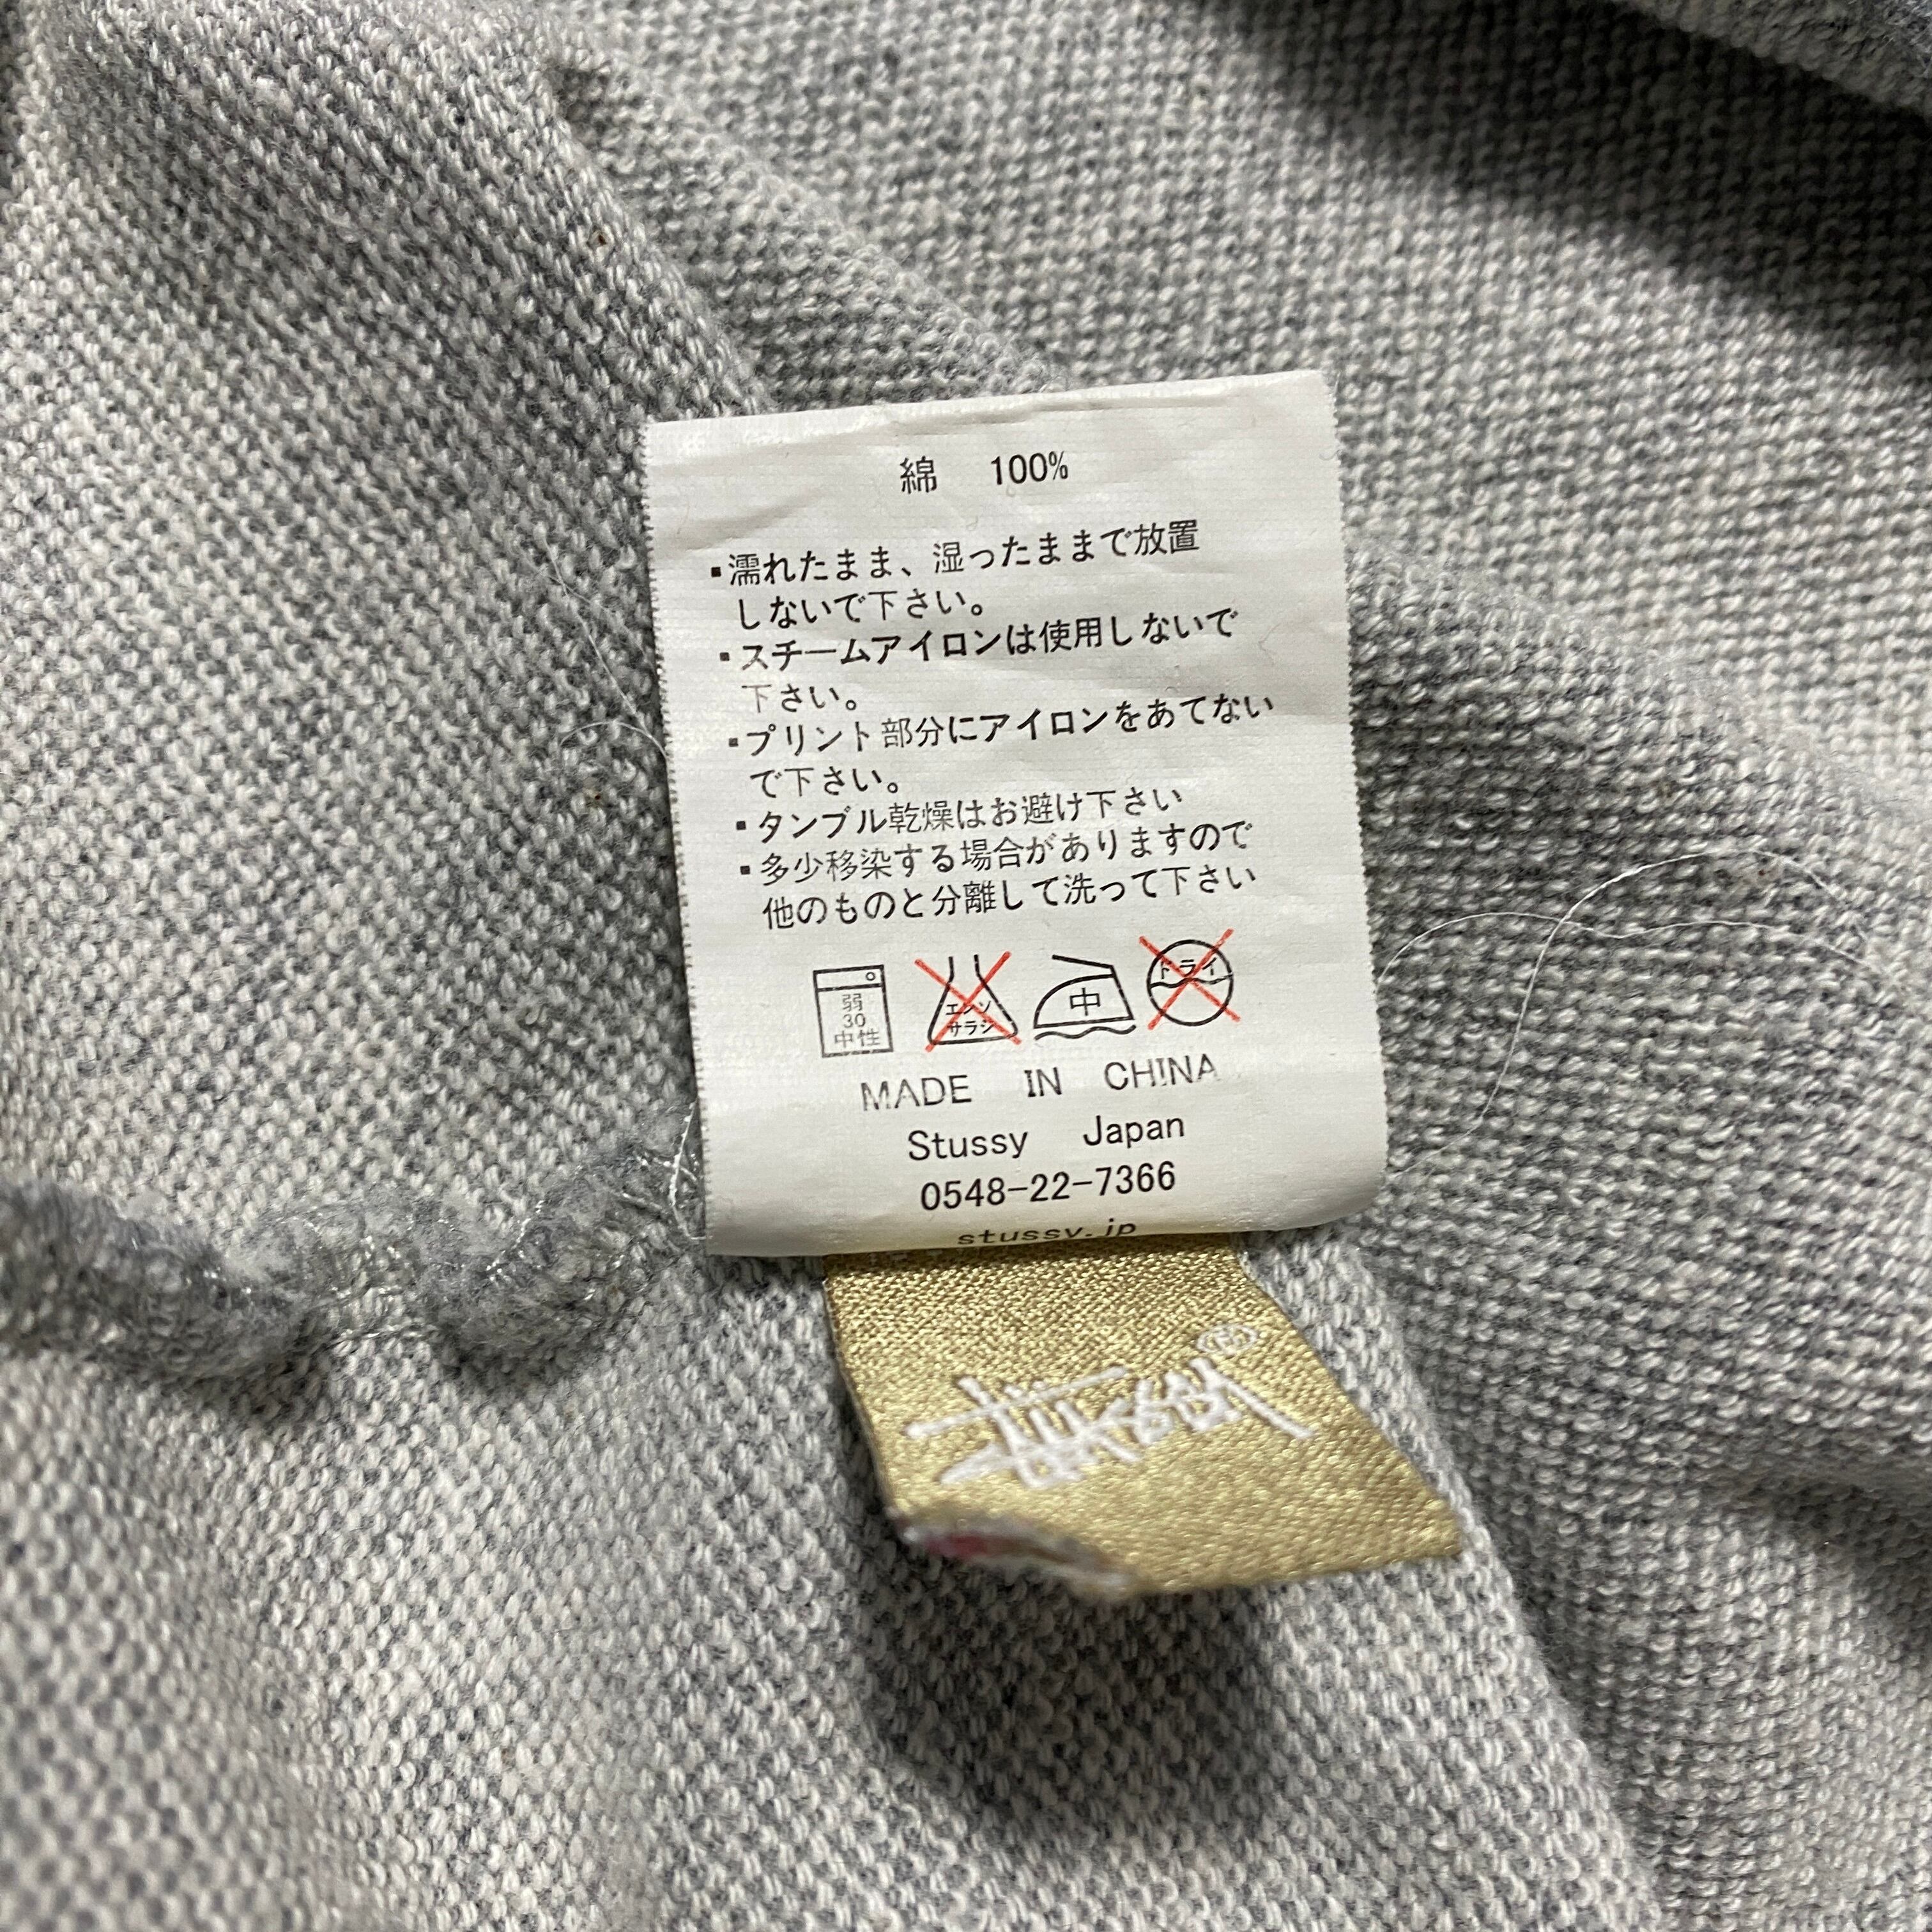 綿 100%
▪濡れたまま、湿ったままで放置
しないで下さい。
▪スチームアイロンは使用しないで
下さい。
▪プリント部分にアイロンをあてない
で下さい。
▪タンブル乾燥はお避け下さい
▪多少移染する場合がありますので
他のものと分離して洗って下さい
弱
30
中性
エンソ
サラシ
中
ドライ
MADE IN CHINA
Stussy Japan
0548-22-7366
stussy.jp
Stüssy®